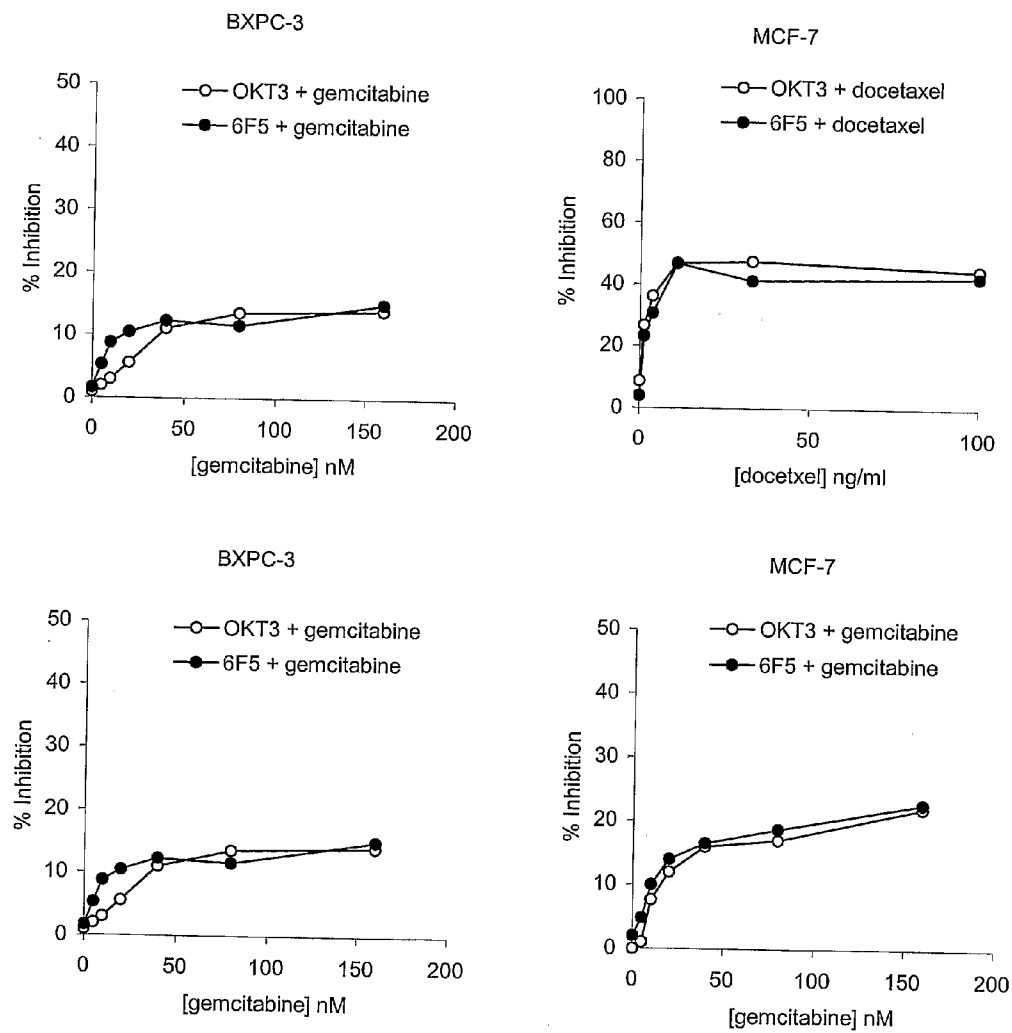 BXPC-3
OKT3 + gemcitabine
6F5 + gemcitabine
50
40
30
20
10
0
% Inhibition
0 50 100 150 200
[gemcitabine] nM
MCF-7
OKT3 + docetaxel
6F5 + docetaxel
100
80
60
40
20
0
% Inhibition
0 50 100
[docetxel] ng/ml
BXPC-3
OKT3 + gemcitabine
6F5 + gemcitabine
50
40
30
20
10
0
% Inhibition
0 50 100 150 200
[gemcitabine] nM
MCF-7
OKT3 + gemcitabine
6F5 + gemcitabine
50
40
30
20
10
0
% Inhibition
0 50 100 150 200
[gemcitabine] nM